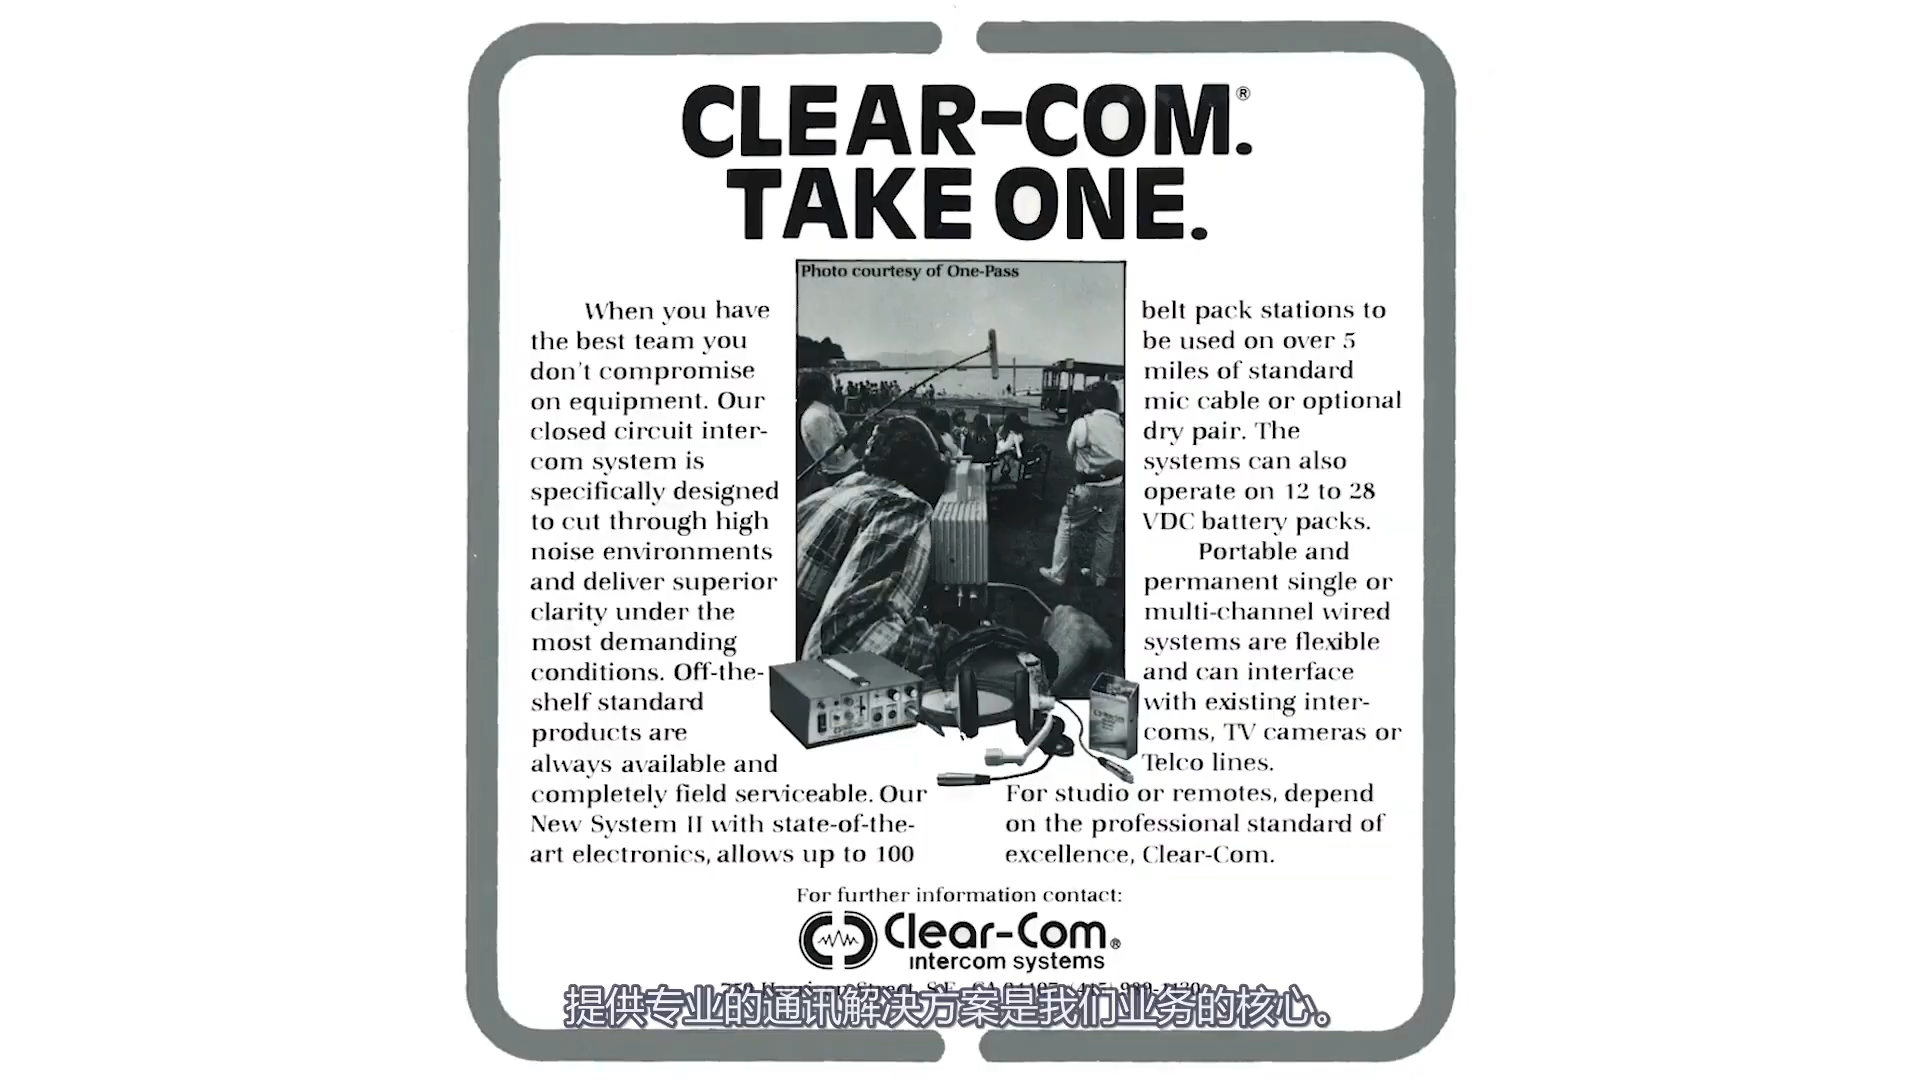 CLEAR-COM.®
TAKE ONE.
Photo courtesy of One-Pass
When you have
the best team you
don't compromise
on equipment. Our
closed circuit inter-
com system is
specifically designed
to cut through high
noise environments
and deliver superior
clarity under the
most demanding
conditions. Off-the-
shelf standard
products are
always available and
completely field serviceable. Our
New System II with state-of-the-
art electronics, allows up to 100
belt pack stations to
be used on over 5
miles of standard
mic cable or optional
dry pair. The
systems can also
operate on 12 to 28
VDC battery packs.
Portable and
permanent single or
multi-channel wired
systems are flexible
and can interface
with existing inter-
coms, TV cameras or
Telco lines.
For studio or remotes, depend
on the professional standard of
excellence, Clear-Com.
For further information contact:
Clear-Com®
intercom systems
提供专业的通讯解决方案是我们业务的核心。